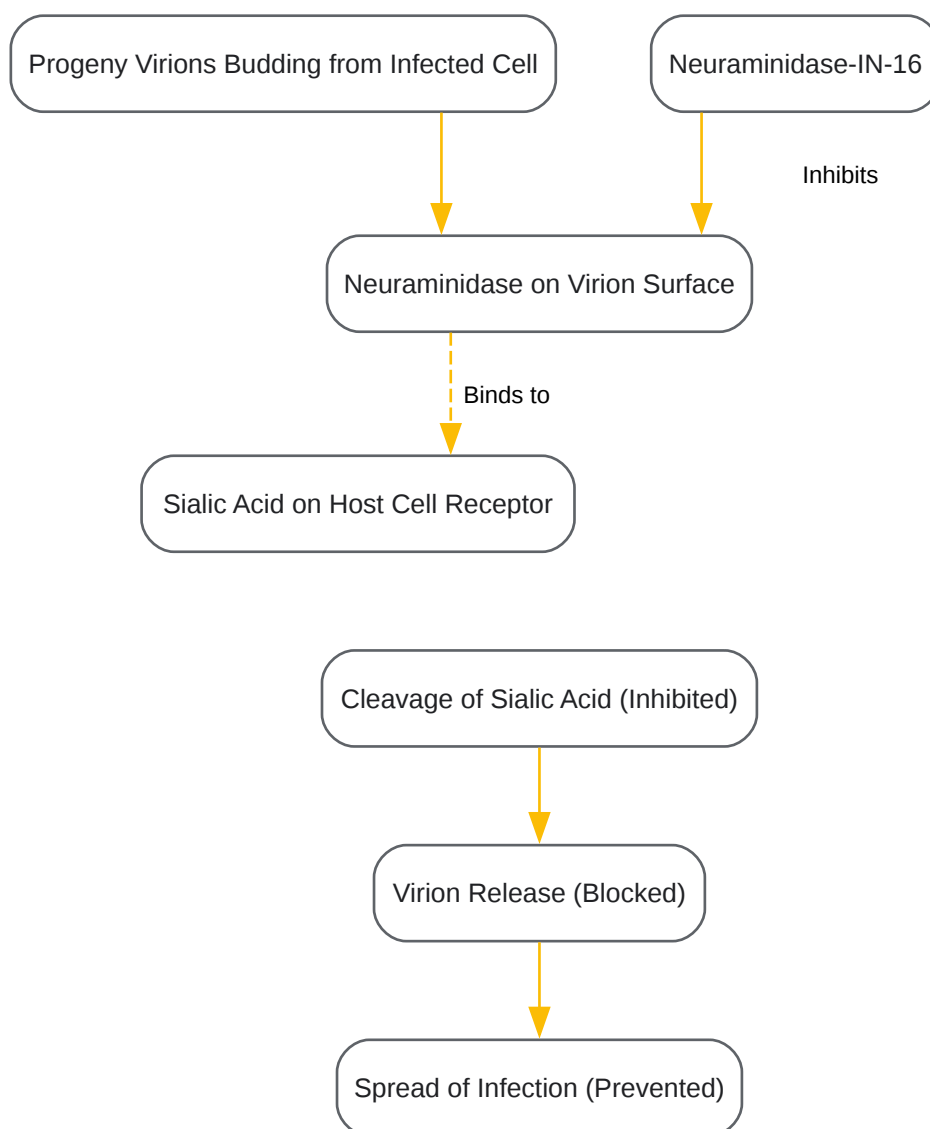 Progeny Virions Budding from Infected Cell
Neuraminidase-IN-16
Inhibits
Neuraminidase on Virion Surface
Binds to
Sialic Acid on Host Cell Receptor
Cleavage of Sialic Acid (Inhibited)
Virion Release (Blocked)
Spread of Infection (Prevented)